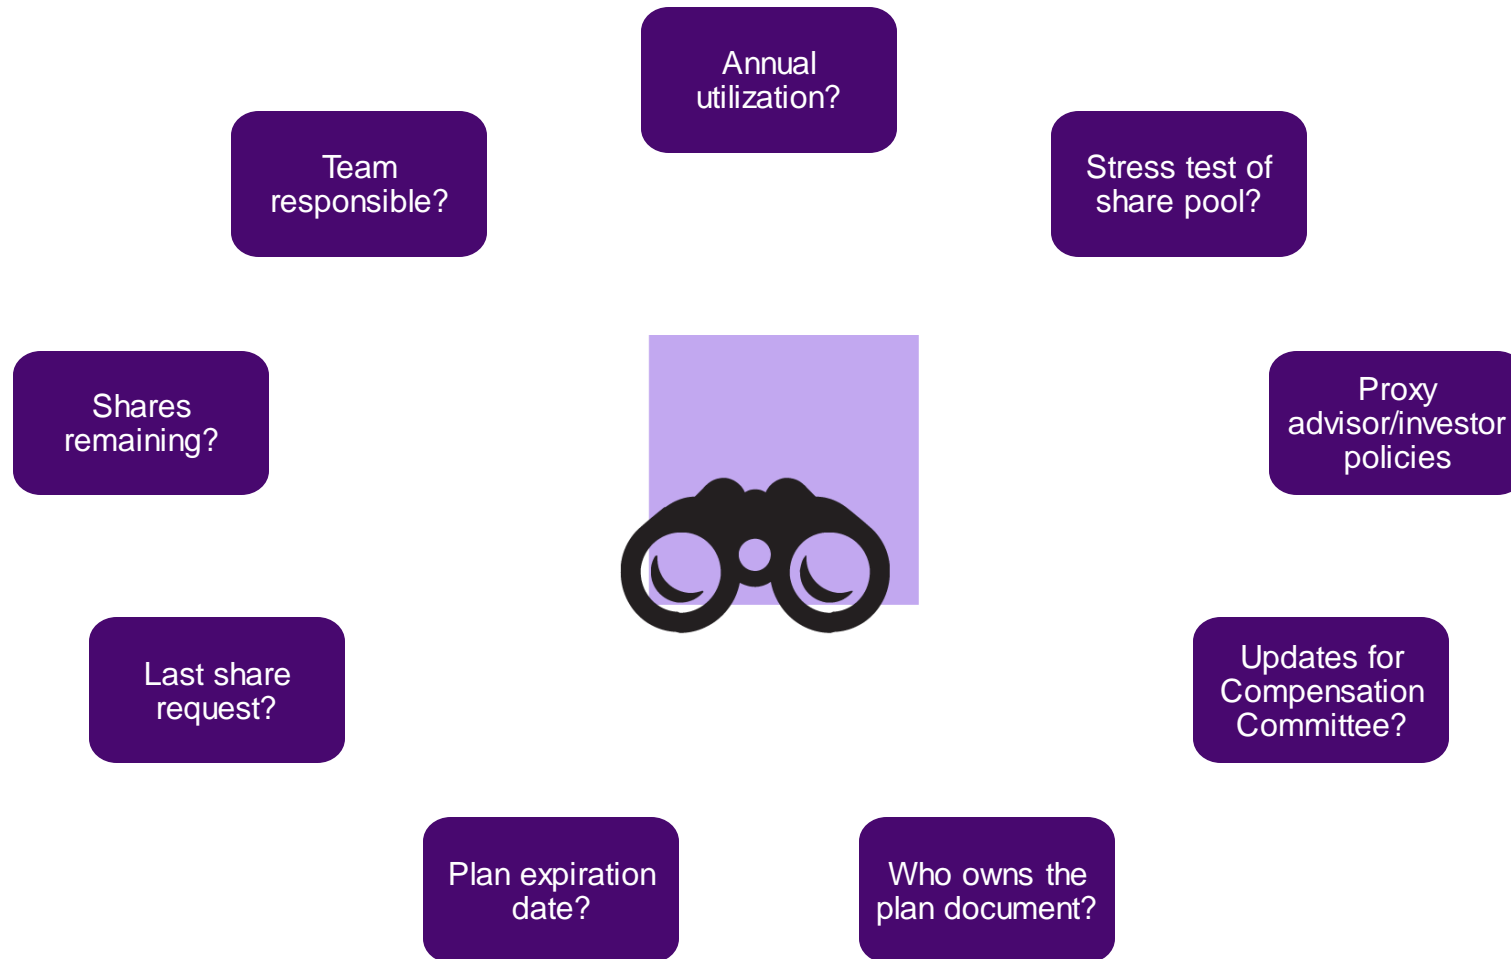 Annual
utilization?
Stress test of
share pool?
Proxy
advisor/investor
policies
Updates for
Compensation
Committee?
Who owns the
plan document?
Plan expiration
date?
Last share
request?
Shares
remaining?
Team
responsible?